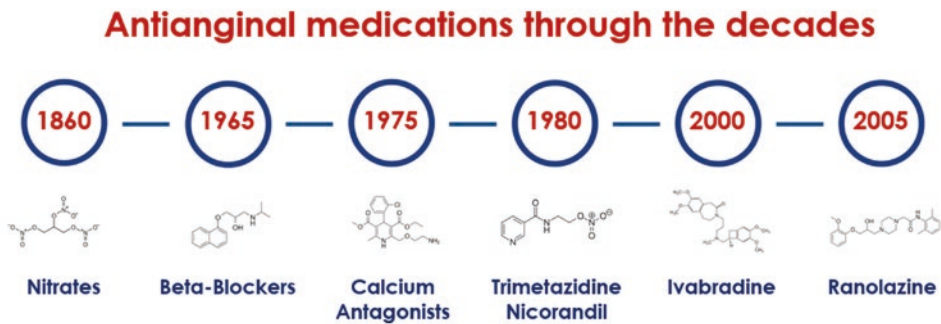 Antianginal medications through the decades
1860
1965
1975
1980
2000
2005
Nitrates
Beta-Blockers
Calcium
Antagonists
Trimetazidine
Nicorandil
Ivabradine
Ranolazine